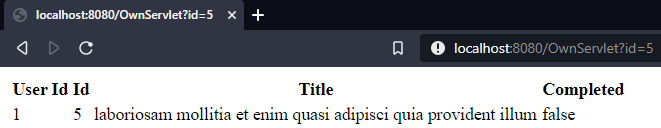 localhost:8080/OwnServlet?id=5
localhost:8080/OwnServlet?id=5
User Id Id Title Completed
1 5 laboriosam mollitia et enim quasi adipisci quia provident illum false